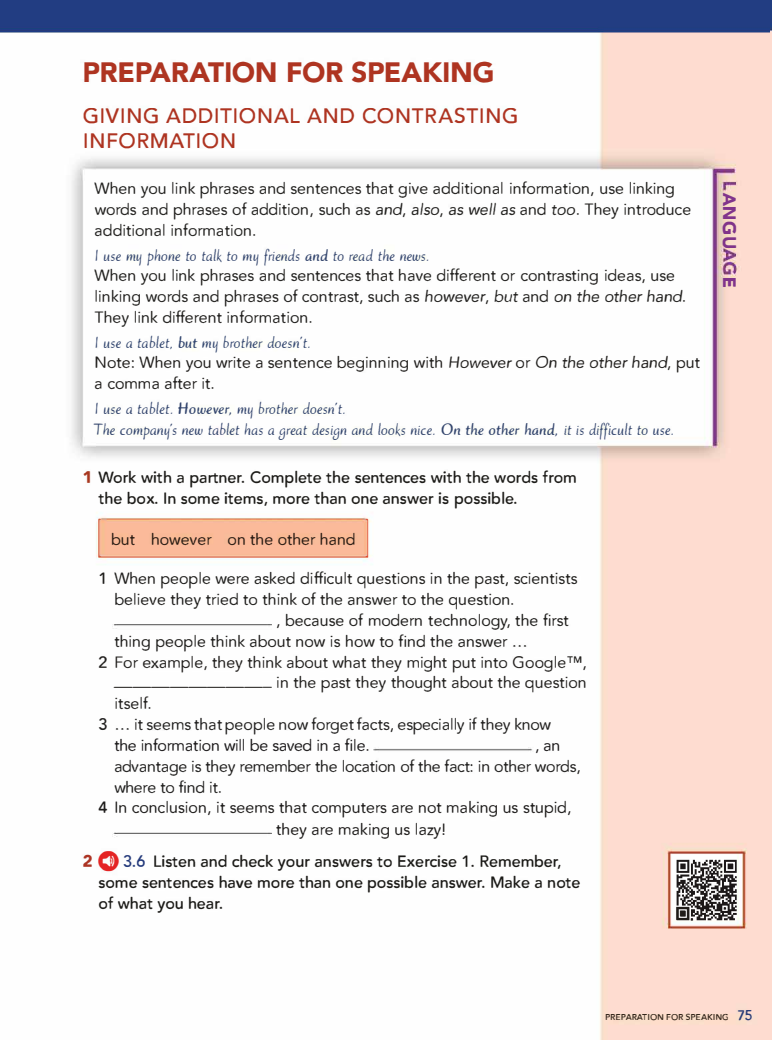 PREPARATION FOR SPEAKING
GIVING ADDITIONAL AND CONTRASTING
INFORMATION
LANGUAGE
When you link phrases and sentences that give additional information, use linking
words and phrases of addition, such as and, also, as well as and too. They introduce
additional information.
I use my phone to talk to my friends and to read the news.
When you link phrases and sentences that have different or contrasting ideas, use
linking words and phrases of contrast, such as however, but and on the other hand.
They link different information.
I use a tablet, but my brother doesn't.
Note: When you write a sentence beginning with However or On the other hand, put
a comma after it.
I use a tablet. However, my brother doesn't.
The company's new tablet has a great design and looks nice. On the other hand, it is difficult to use.
1 Work with a partner. Complete the sentences with the words from
the box. In some items, more than one answer is possible.
but however on the other hand
1 When people were asked difficult questions in the past, scientists
believe they tried to think of the answer to the question.
__________________ , because of modern technology, the first
thing people think about now is how to find the answer …
2 For example, they think about what they might put into Google™,
__________________ in the past they thought about the question
itself.
3 … it seems that people now forget facts, especially if they know
the information will be saved in a file. __________________ , an
advantage is they remember the location of the fact: in other words,
where to find it.
4 In conclusion, it seems that computers are not making us stupid,
__________________ they are making us lazy!
2 3.6 Listen and check your answers to Exercise 1. Remember,
some sentences have more than one possible answer. Make a note
of what you hear.
PREPARATION FOR SPEAKING 75